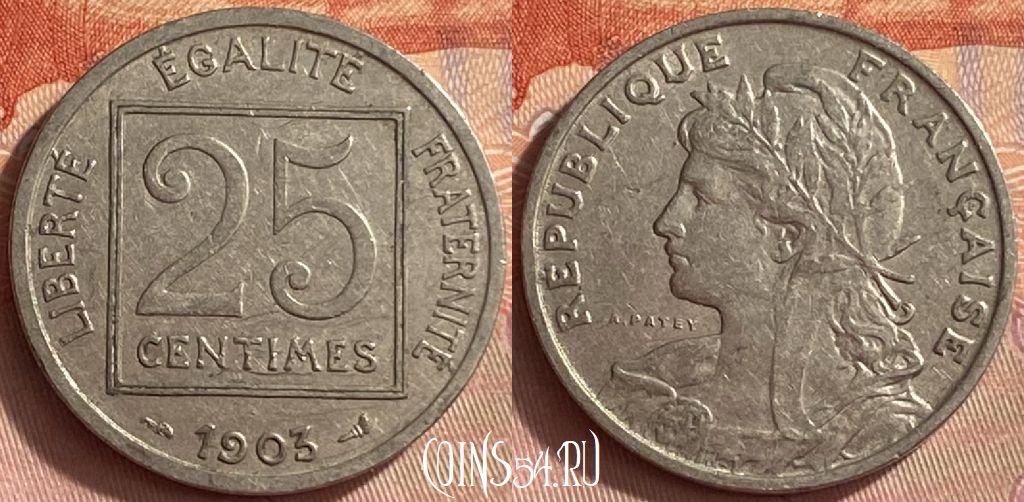 LIBERTÉ ÉGALITÉ FRATERNITÉ
25
CENTIMES
1903
RÉPUBLIQUE FRANÇAISE
A.PATEY
COINS54.RU